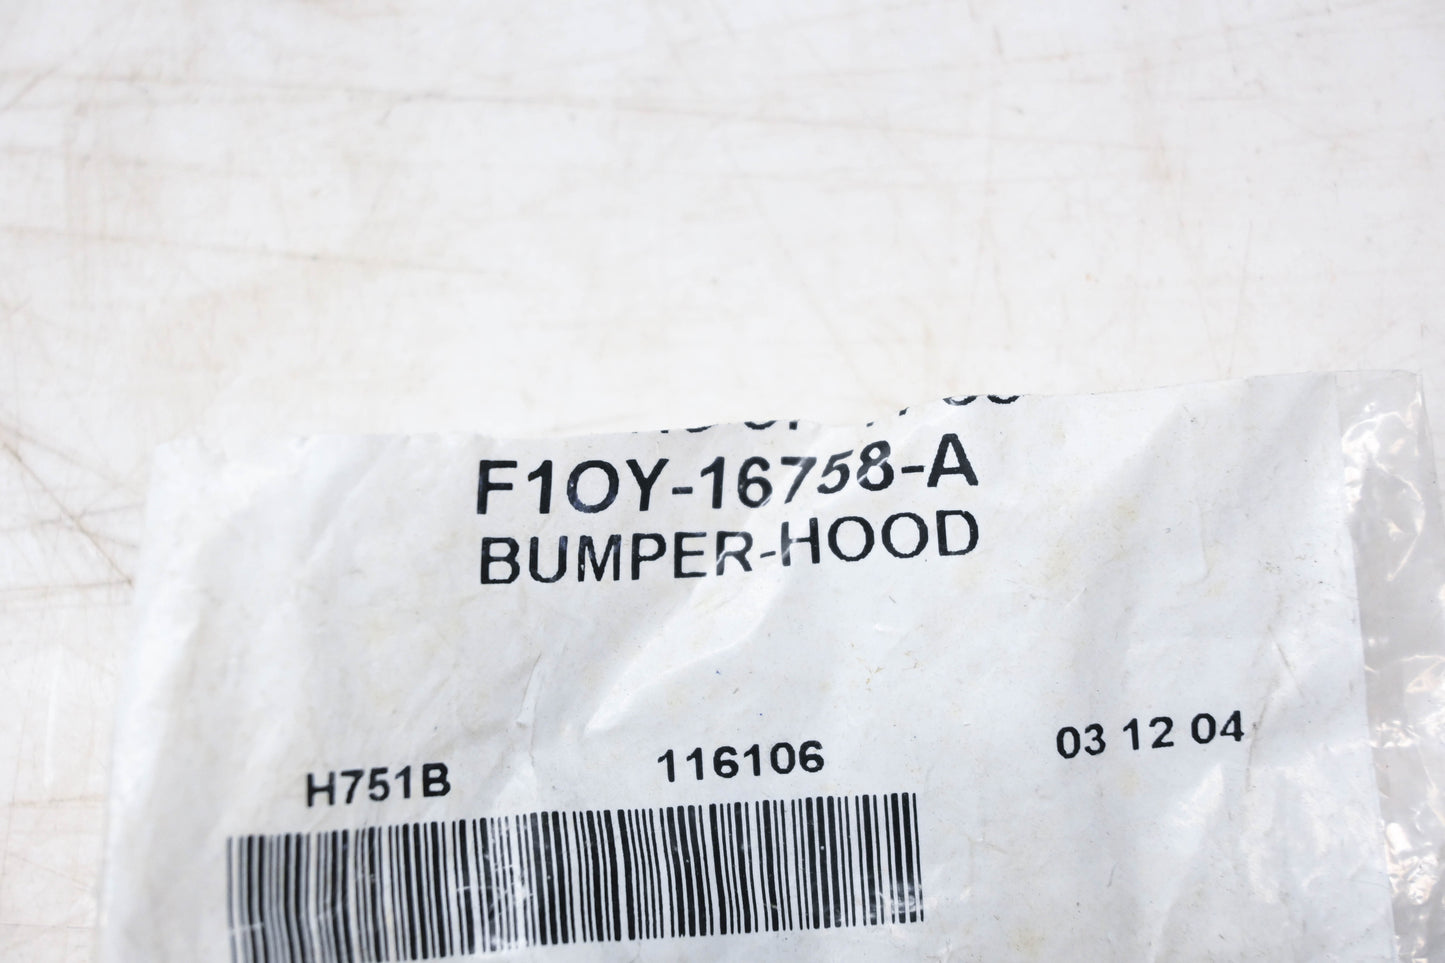 F1OY-16758-A
BUMPER-HOOD
H751B 116106 03 12 04